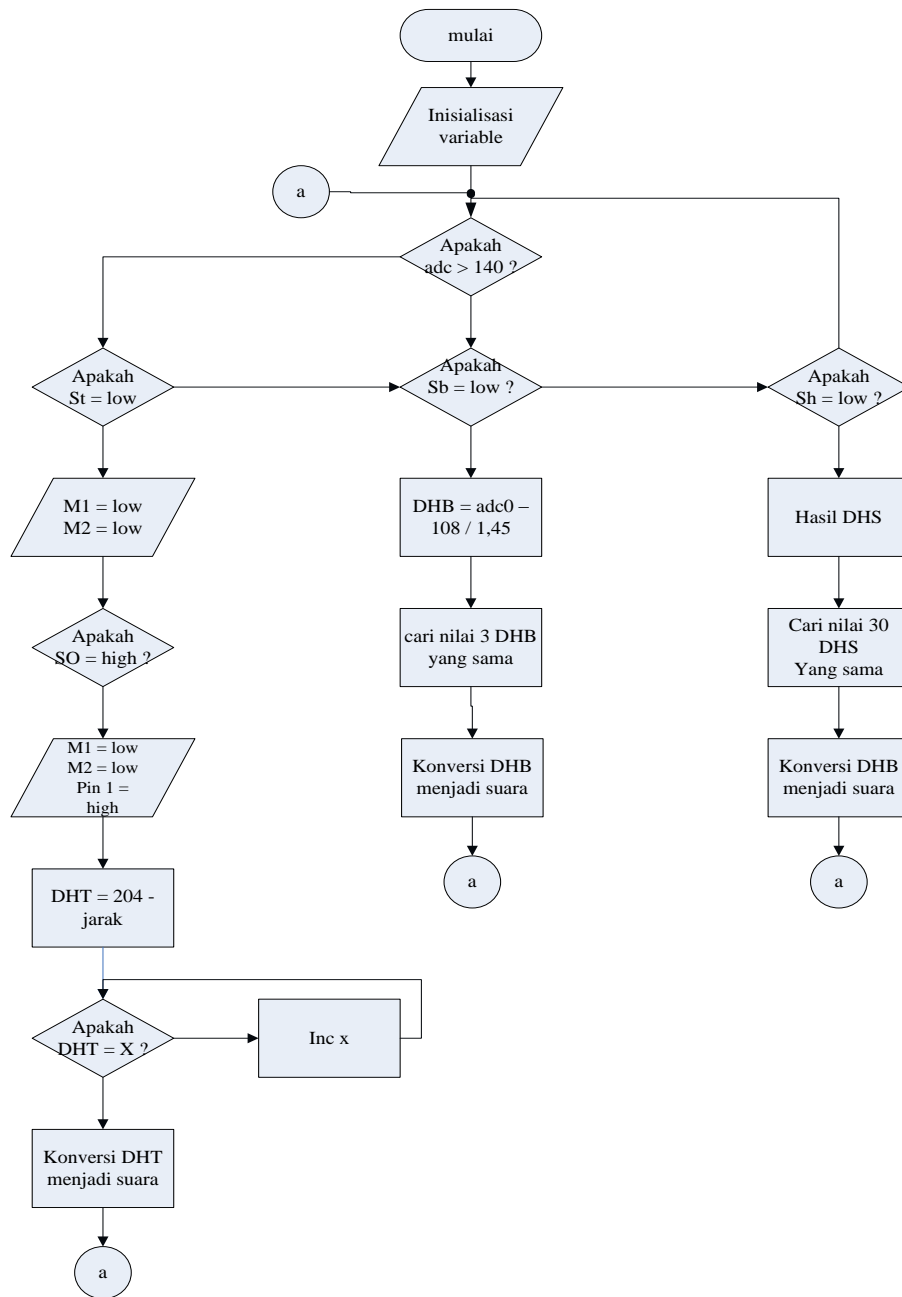 mulai
Inisialisasi
variable
a
Apakah
adc > 140 ?
Apakah
St = low
Apakah
Sb = low ?
Apakah
Sh = low ?
M1 = low
M2 = low
DHB = adc0 –
108 / 1,45
Hasil DHS
Apakah
SO = high ?
cari nilai 3 DHB
yang sama
Cari nilai 30
DHS
Yang sama
M1 = low
M2 = low
Pin 1 =
high
Konversi DHB
menjadi suara
Konversi DHB
menjadi suara
DHT = 204 -
jarak
a
a
Apakah
DHT = X ?
Inc x
Konversi DHT
menjadi suara
a